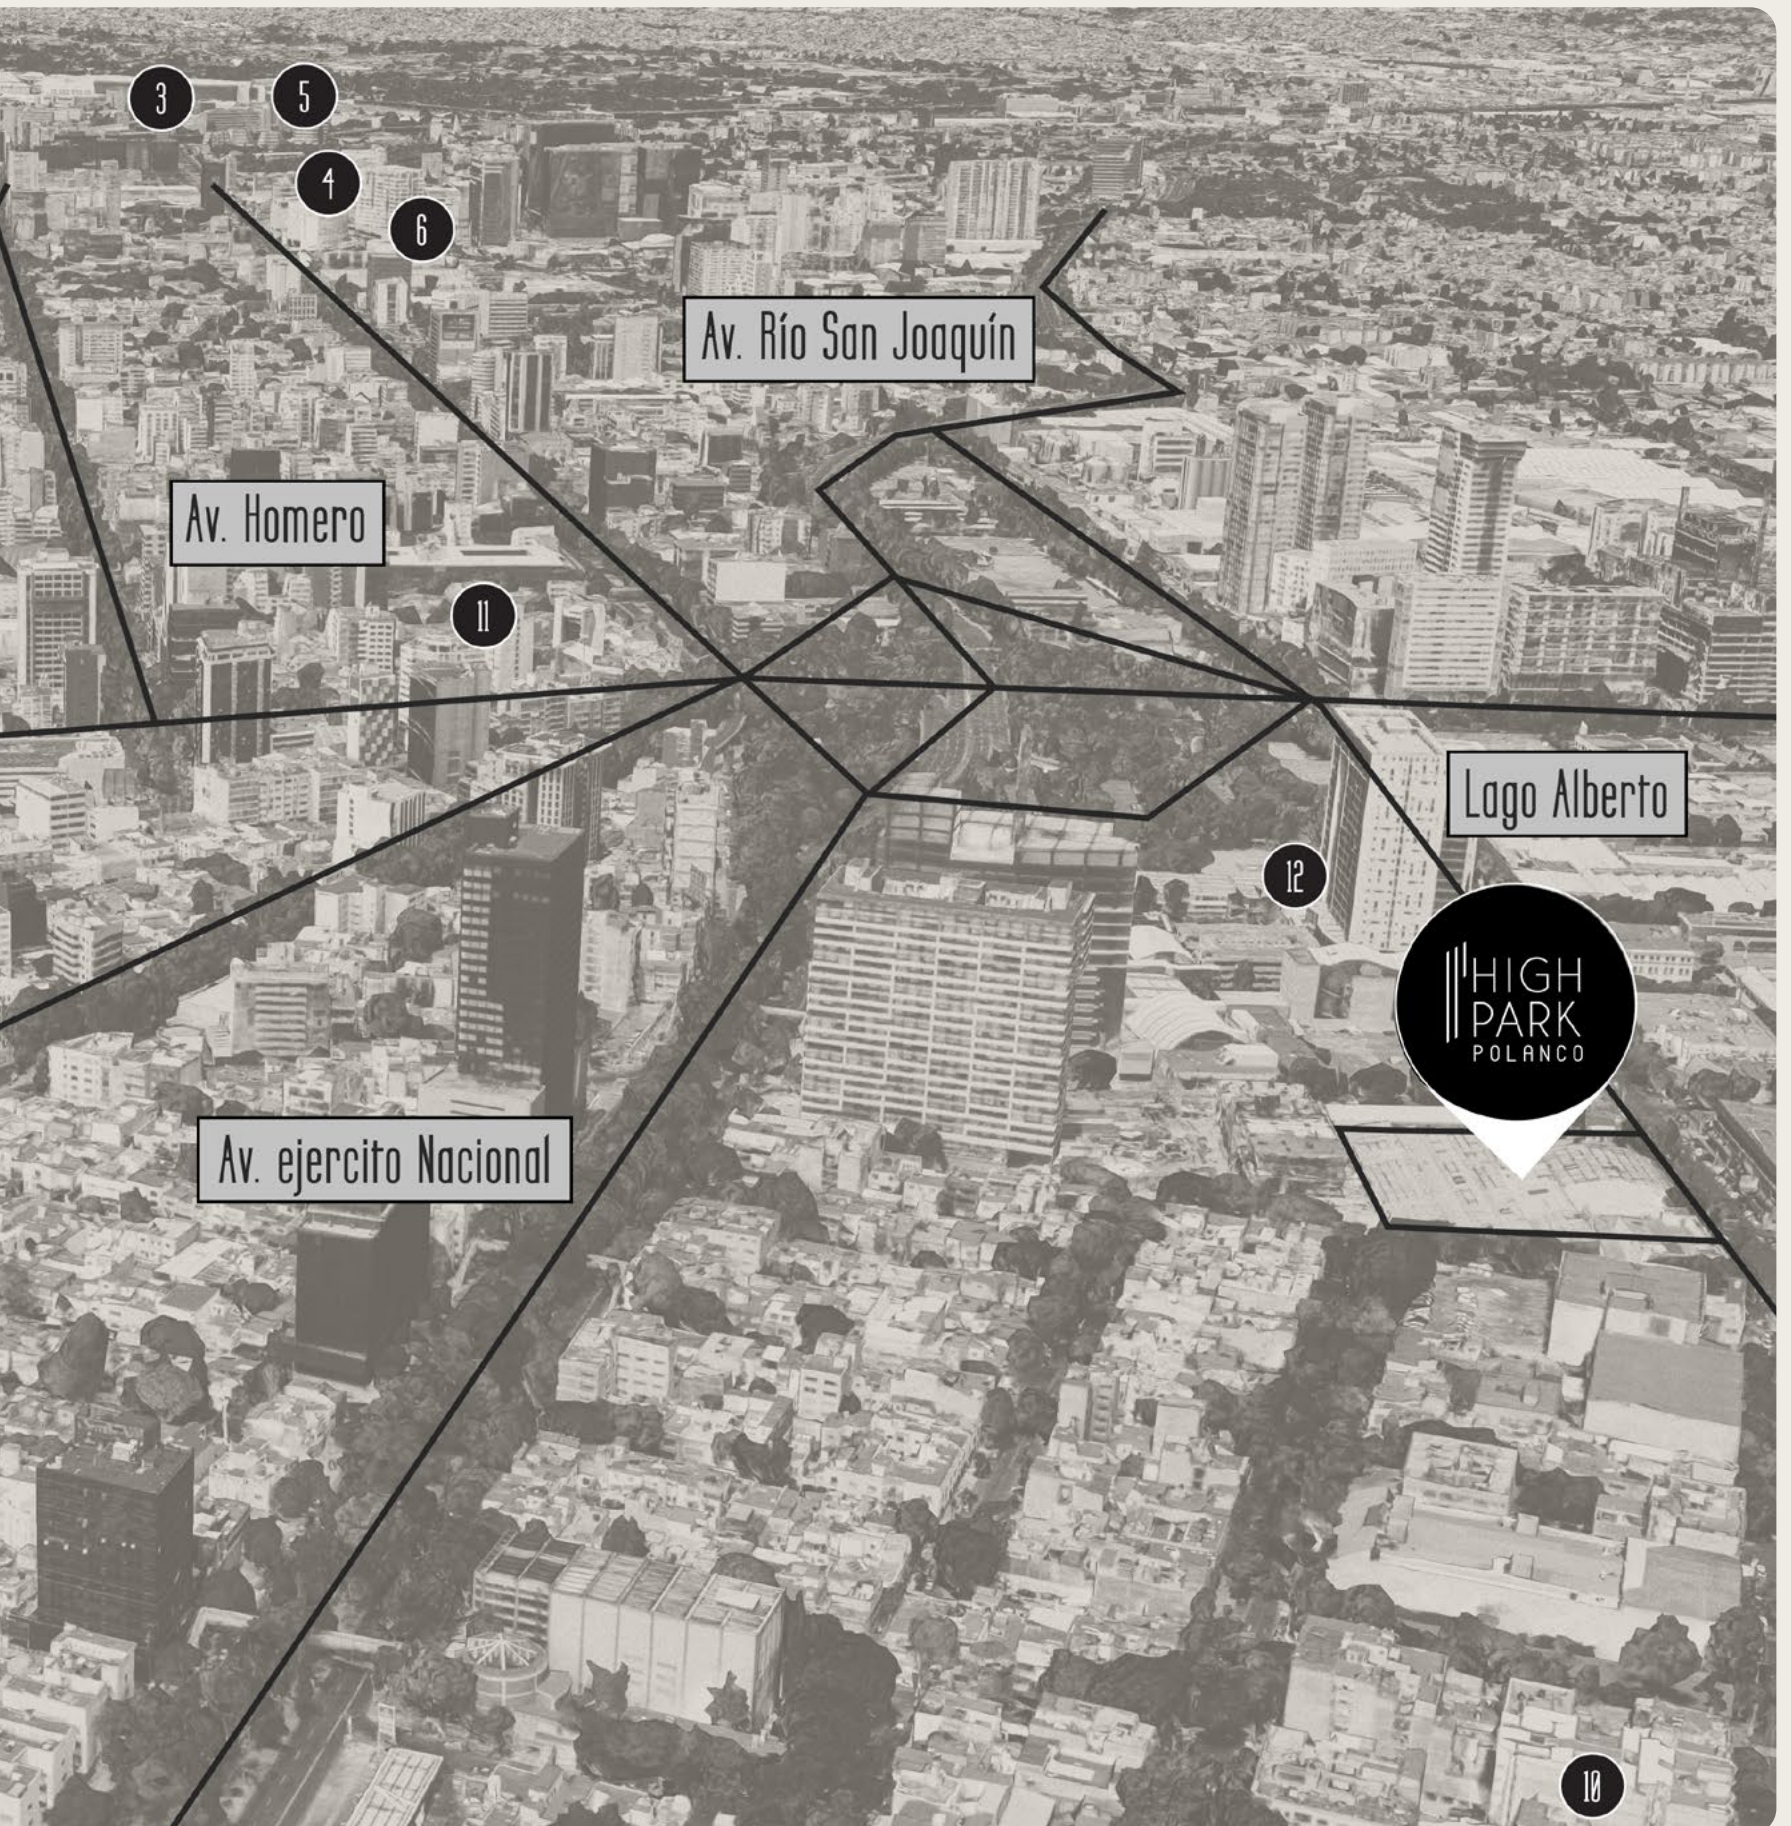 3
5
4
6
Av. Río San Joaquín
Av. Homero
11
Lago Alberto
12
HIGH
PARK
POLANCO
Av. ejercito Nacional
10